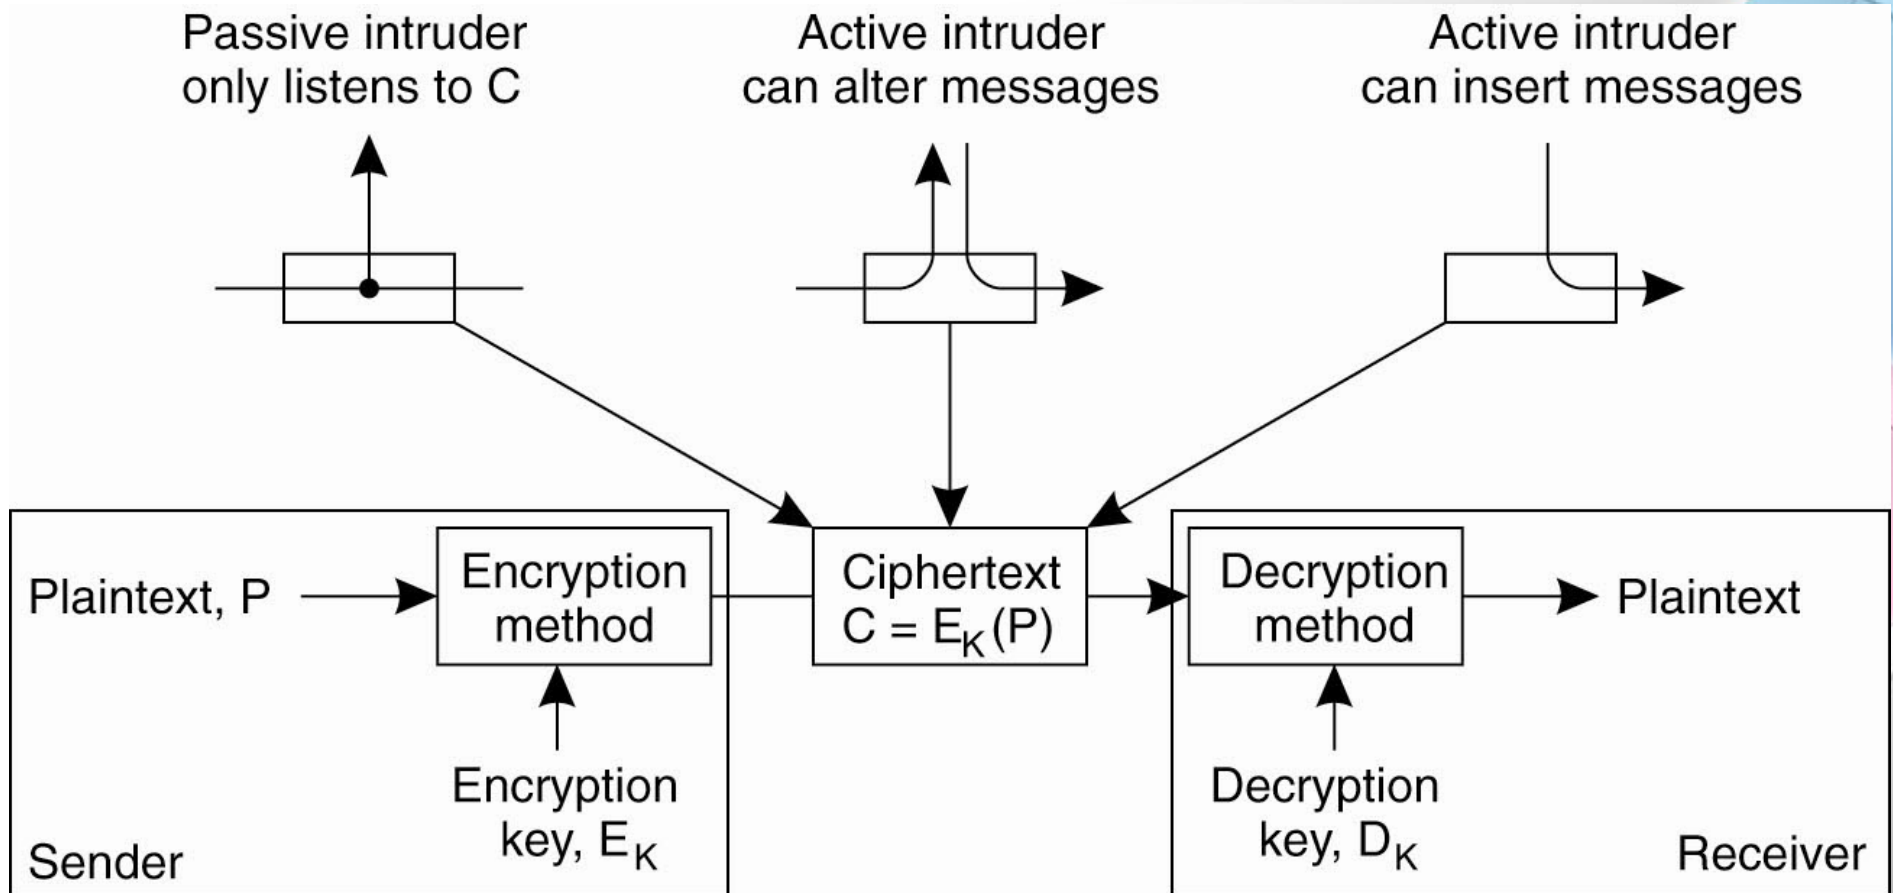 Passive intruder
only listens to C
Active intruder
can alter messages
Active intruder
can insert messages
Plaintext, P
Encryption
method
Ciphertext
C = E_K(P)
Decryption
method
Plaintext
Encryption
key, E_K
Decryption
key, D_K
Sender
Receiver